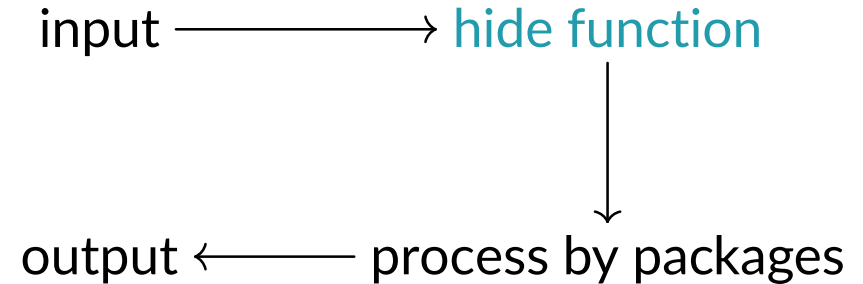 input
hide function
process by packages
output